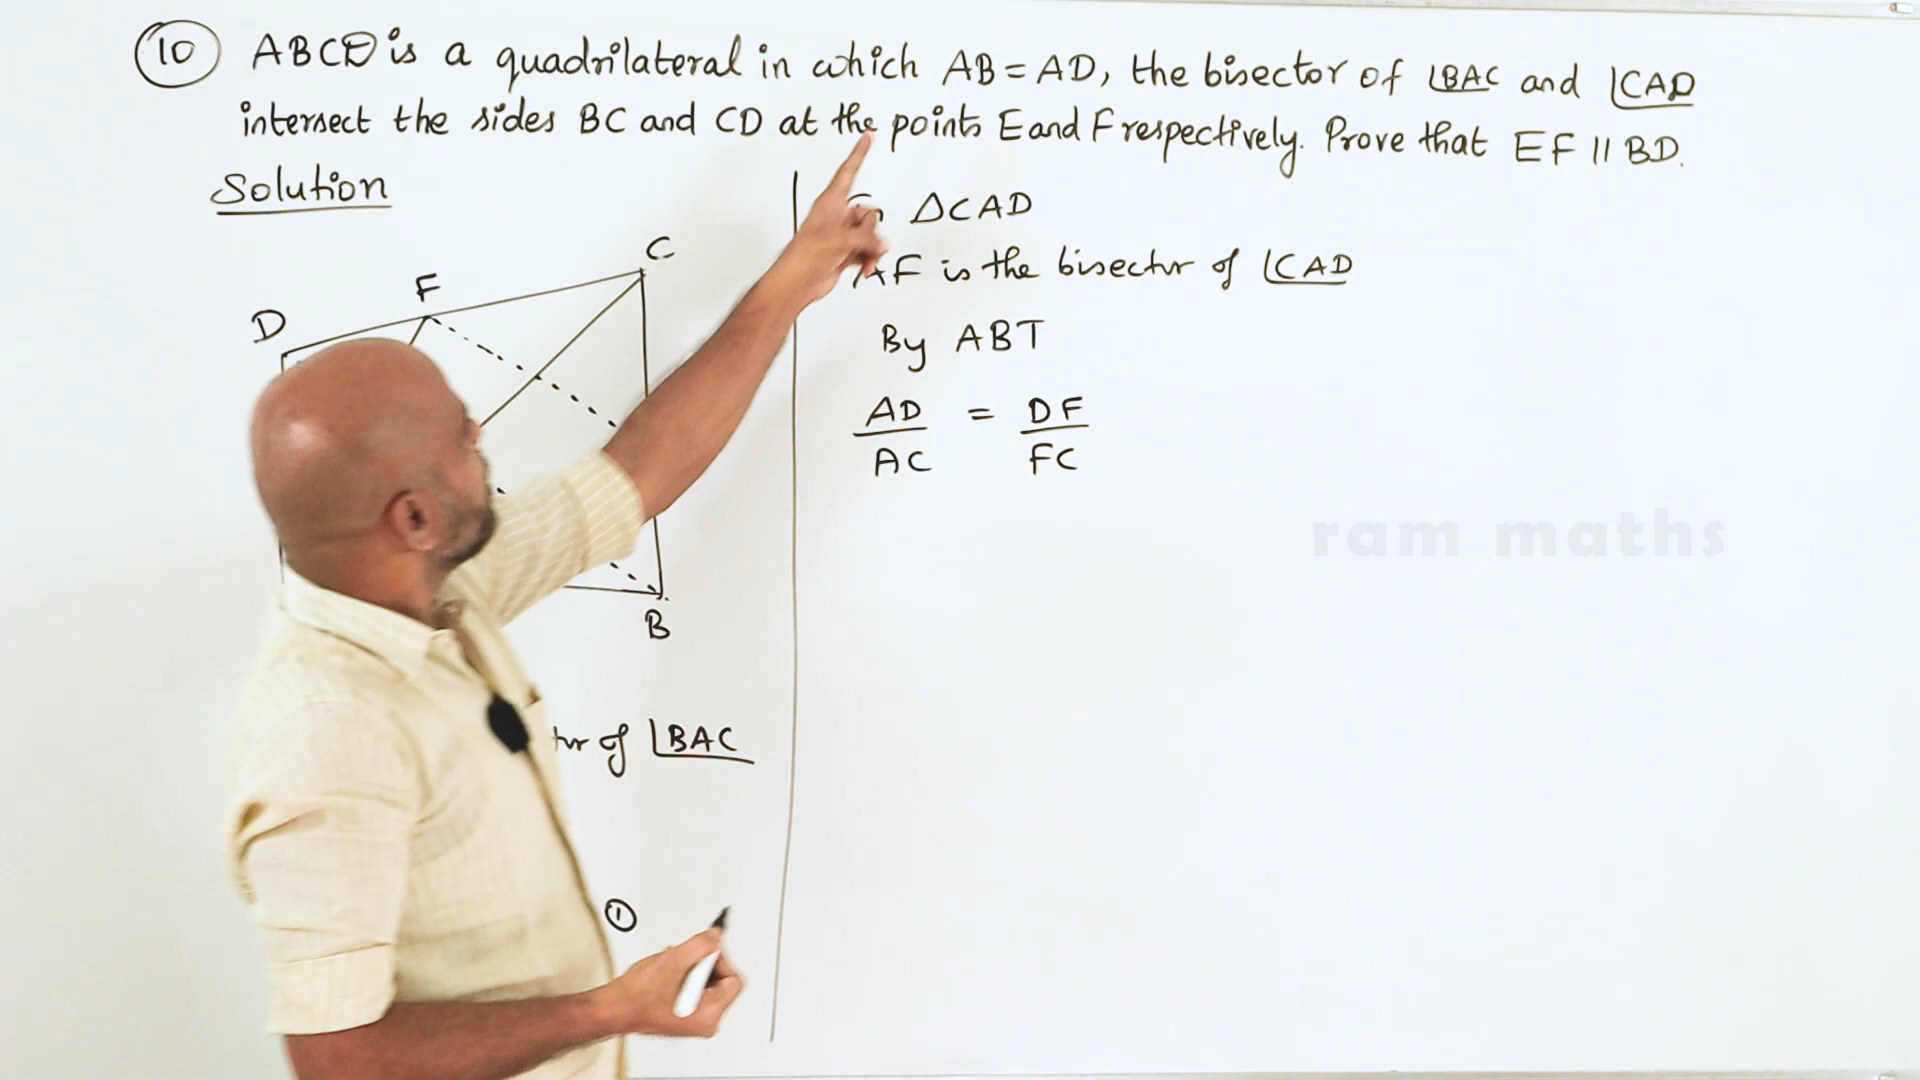 10 ABCD is a quadrilateral in which AB = AD, the bisector of ∠BAC and ∠CAD
intersect the sides BC and CD at the points E and F respectively. Prove that EF || BD.
Solution
C
F
D
B
of ∠BAC
①
ΔCAD
AF is the bisector of ∠CAD
By ABT
AD/AC = DF/FC
ram maths